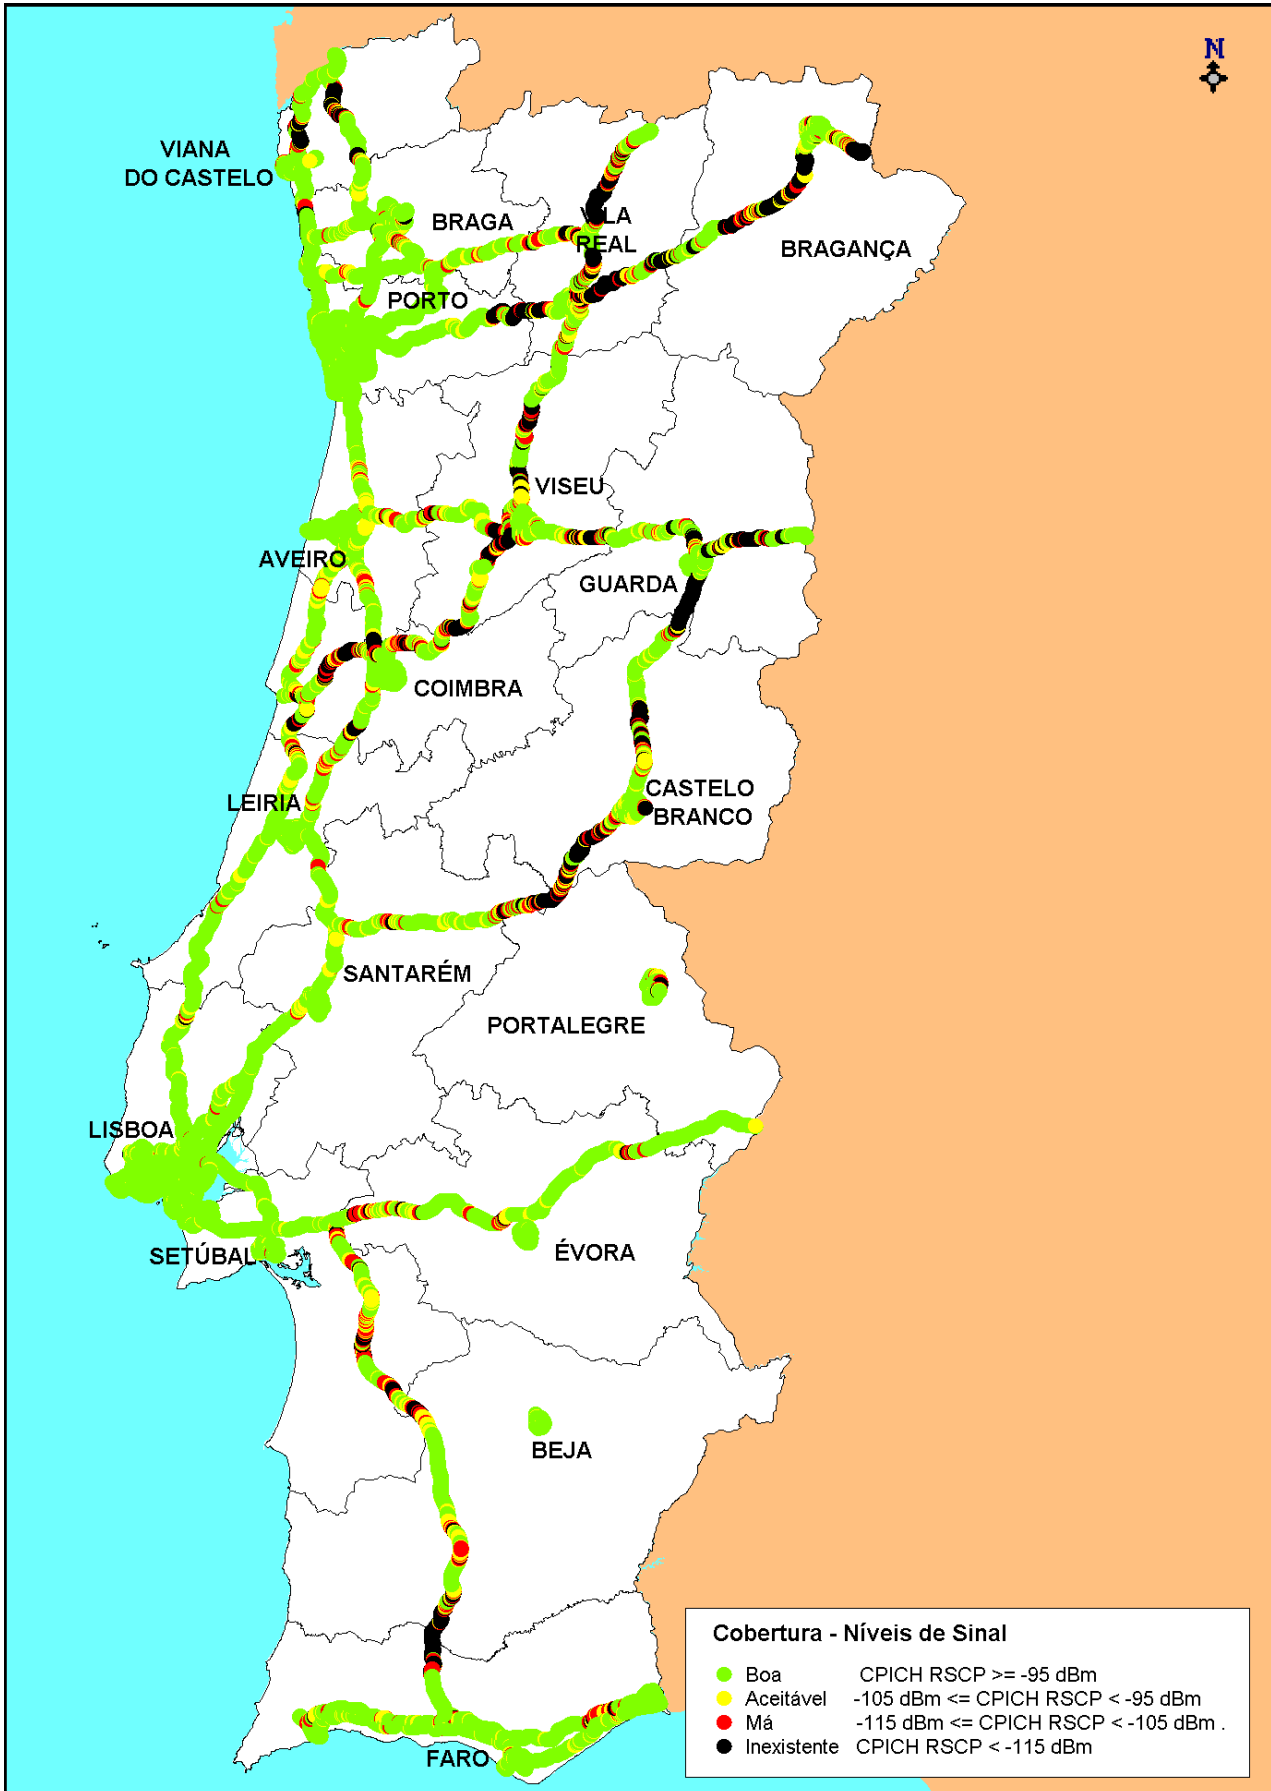 N
VIANA
DO CASTELO
BRAGA
VILA
REAL
BRAGANÇA
PORTO
VISEU
AVEIRO
GUARDA
COIMBRA
CASTELO
BRANCO
LEIRIA
SANTARÉM
PORTALEGRE
LISBOA
SETÚBAL
ÉVORA
BEJA
FARO
Cobertura - Níveis de Sinal
Boa CPICH RSCP >= -95 dBm
Aceitável -105 dBm <= CPICH RSCP < -95 dBm
Má -115 dBm <= CPICH RSCP < -105 dBm .
Inexistente CPICH RSCP < -115 dBm